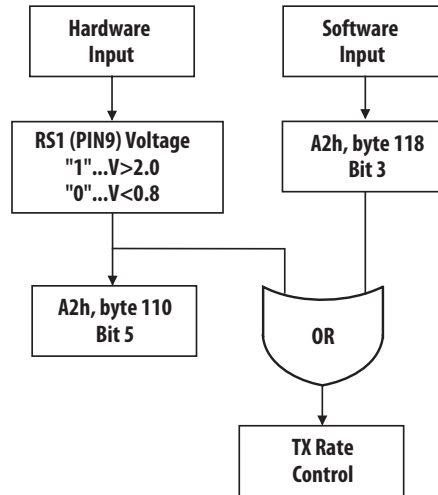 Hardware
Input
Software
Input
RS1 (PIN9) Voltage
"1"...V>2.0
"0"...V<0.8
A2h, byte 118
Bit 3
A2h, byte 110
Bit 5
OR
TX Rate
Control